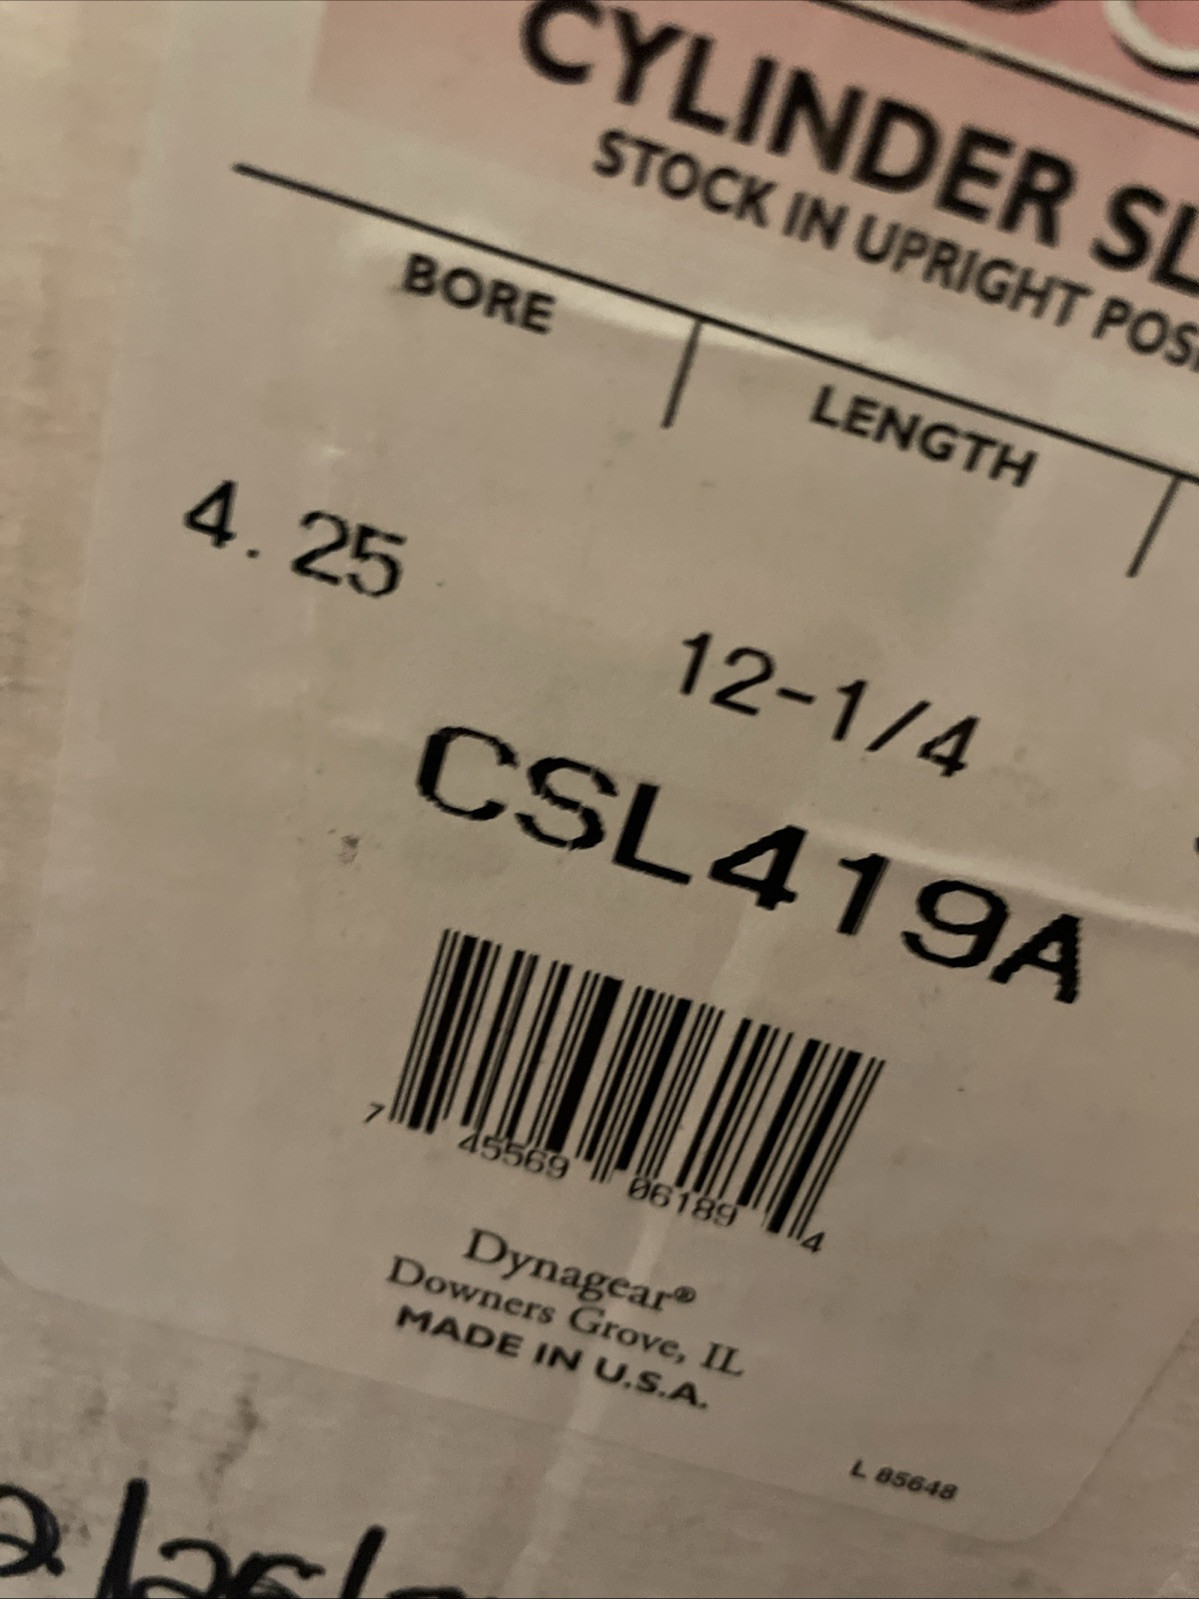 CYLINDER SL
STOCK IN UPRIGHT POSI
BORE
LENGTH
4.25
12-1/4
CSL419A
7 45569 06189 4
Dynagear®
Downers Grove, IL
MADE IN U.S.A.
L 85648